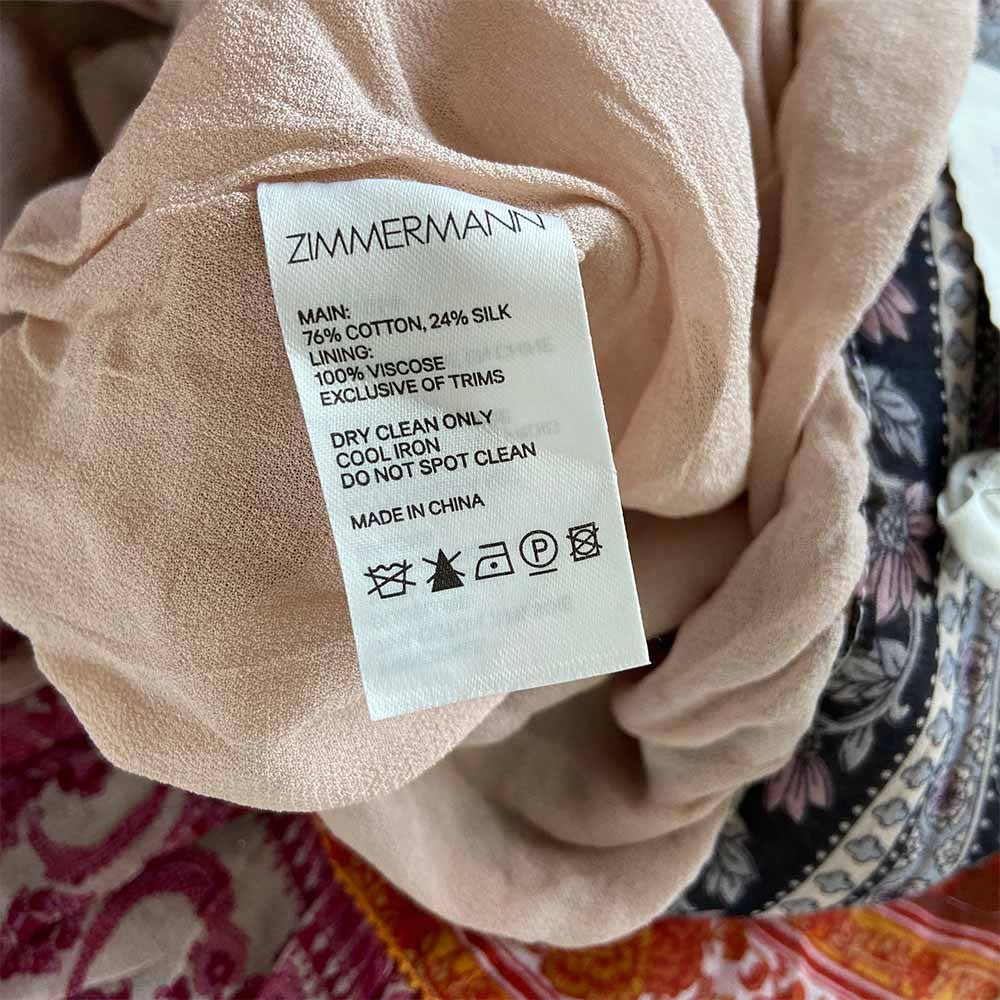 ZIMMERMANN
MAIN:
76% COTTON, 24% SILK
LINING:
100% VISCOSE
EXCLUSIVE OF TRIMS
DRY CLEAN ONLY
COOL IRON
DO NOT SPOT CLEAN
MADE IN CHINA
P